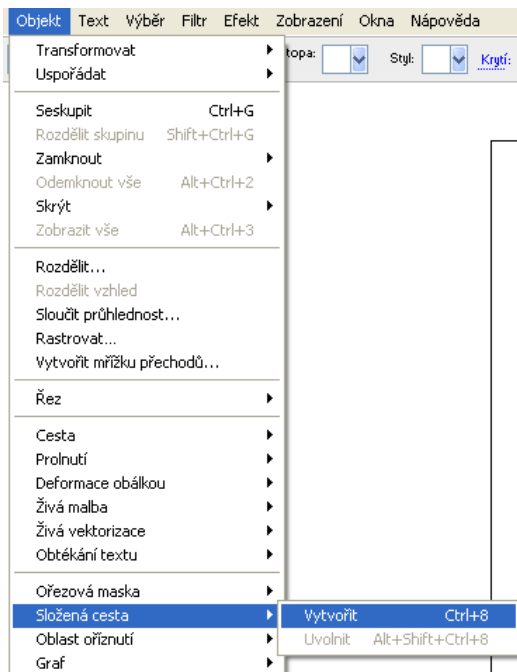 Objekt Text Výběr Filtr Efekt Zobrazení Okna Nápověda
topa: Styl: Krytí:
Transformovat
Uspořádat
Seskupit Ctrl+G
Rozdělit skupinu Shift+Ctrl+G
Zamknout
Odemknout vše Alt+Ctrl+2
Skrýt
Zobrazit vše Alt+Ctrl+3
Rozdělit...
Rozdělit vzhled
Sloučit průhlednost...
Rastrovat...
Vytvořit mřížku přechodů...
Řez
Cesta
Prolnutí
Deformace obálkou
Živá malba
Živá vektorizace
Obtékání textu
Ořezová maska
Složená cesta
Vytvořit Ctrl+8
Oblast oříznutí
Uvolnit Alt+Shift+Ctrl+8
Graf